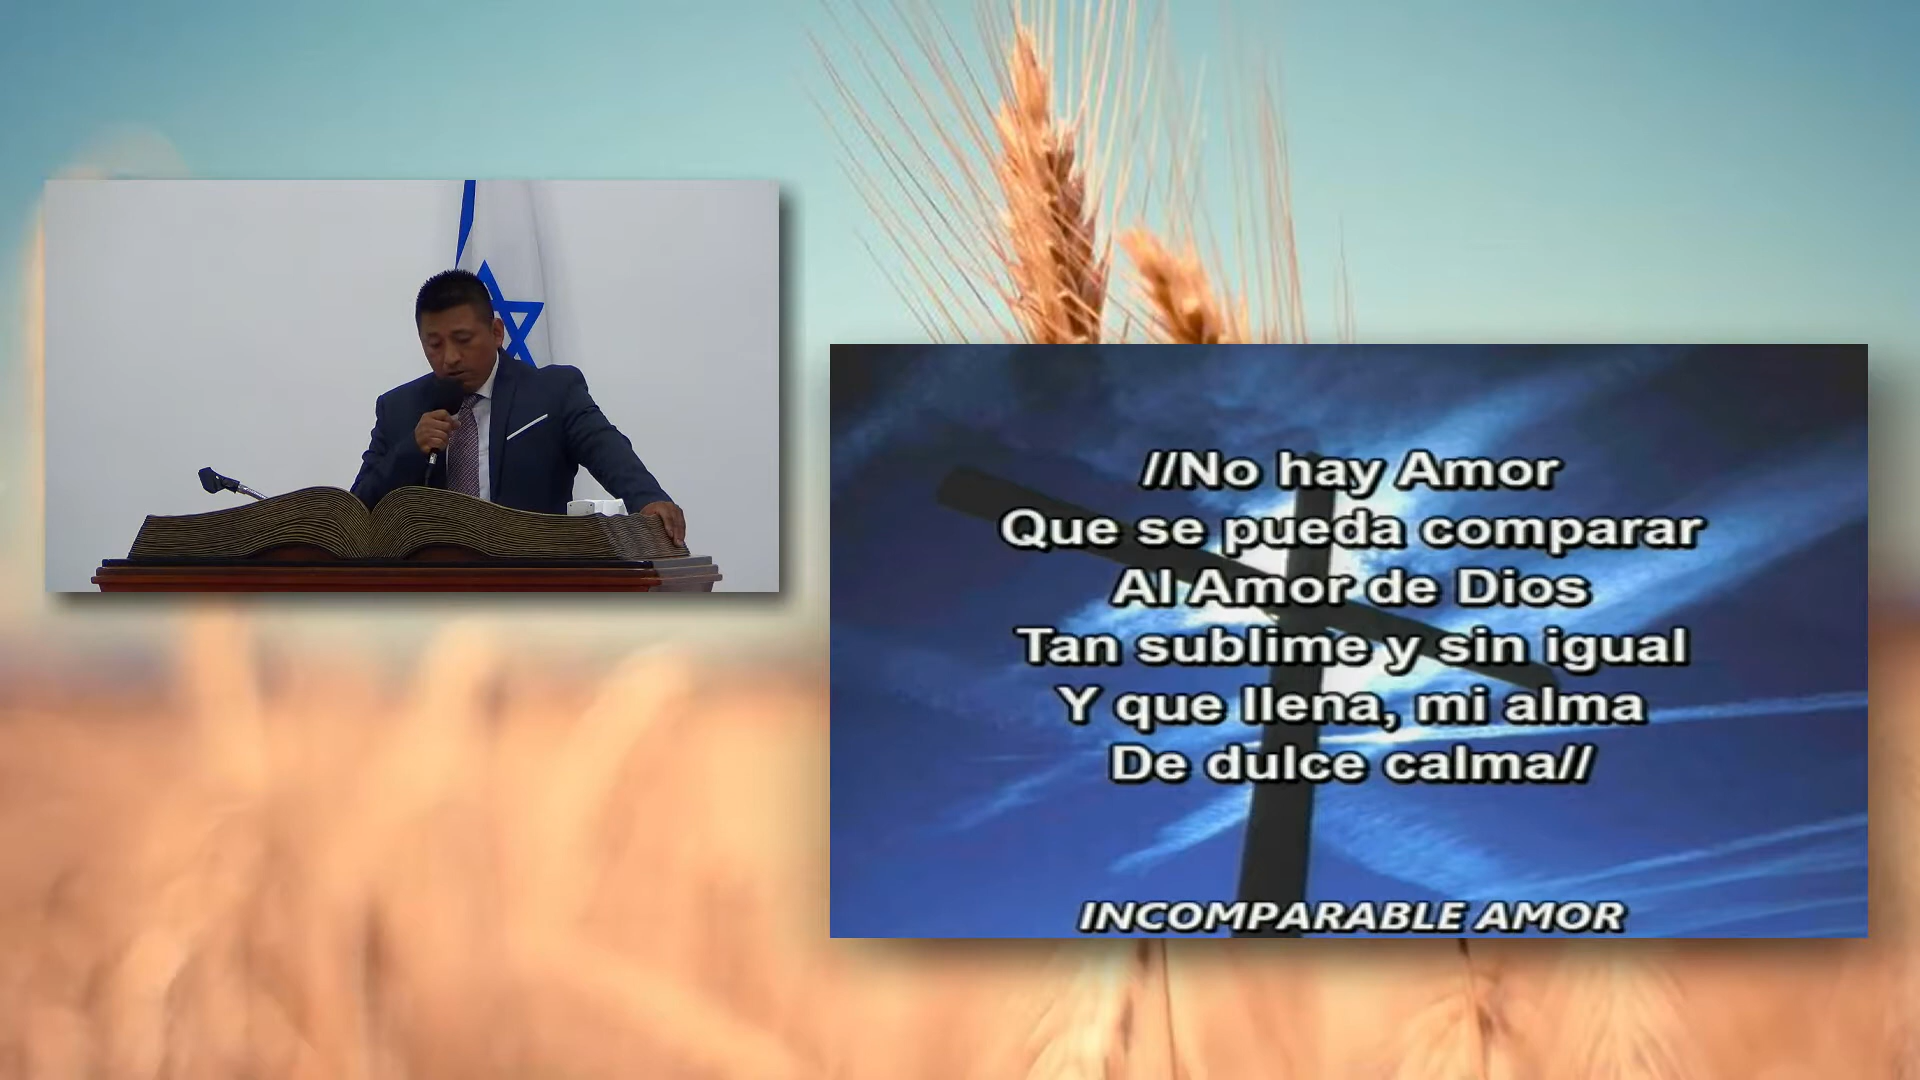 //No hay Amor
Que se pueda comparar
Al Amor de Dios
Tan sublime y sin igual
Y que llena, mi alma
De dulce calma//
INCOMPARABLE AMOR